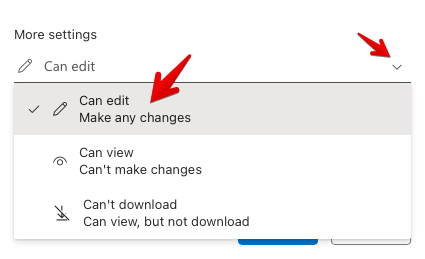 More settings
Can edit
Can edit
Make any changes
Can view
Can't make changes
Can't download
Can view, but not download